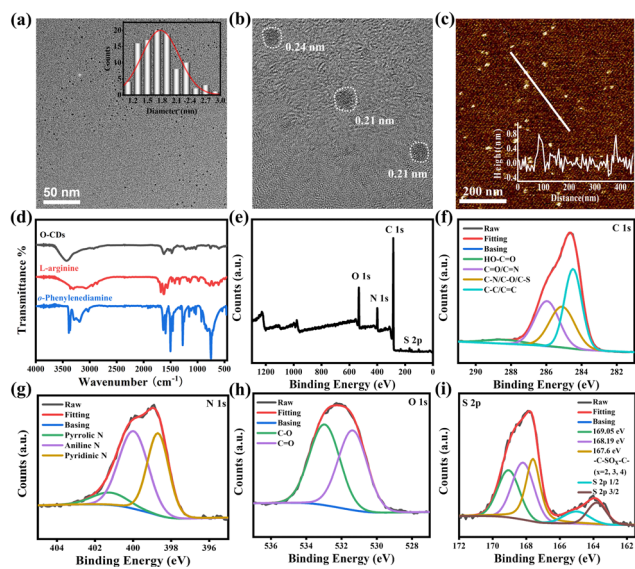 (a)
Counts
20
15
10
5
0
1.2 1.5 1.8 2.1 2.4 2.7 3.0
Diameter (nm)
50 nm
(b)
0.24 nm
0.21 nm
0.21 nm
(c)
Height(nm)
0.8
0.4
0.0
-0.4
0 100 200 300 400
Distance(nm)
200 nm
(d)
Transmittance %
O-CDs
L-arginine
o-Phenylenediamine
4000 3500 3000 2500 2000 1500 1000 500
Wavenumber (cm-1)
(e)
Counts (a.u.)
C 1s
O 1s
N 1s
S 2p
1200 1000 800 600 400 200 0
Binding Energy (eV)
(f)
Counts (a.u.)
C 1s
Raw
Fitting
Basing
HO-C=O
C=O/C=N
C-N/C-O/C-S
C-C/C=C
290 288 286 284 282
Binding Energy (eV)
(g)
Counts (a.u.)
N 1s
Raw
Fitting
Basing
Pyrrolic N
Aniline N
Pyridinic N
404 402 400 398 396
Binding Energy (eV)
(h)
Counts (a.u.)
O 1s
Raw
Fitting
Basing
C-O
C=O
536 534 532 530 528
Binding Energy (eV)
(i)
Counts (a.u.)
S 2p
Raw
Fitting
Basing
169.05 eV
168.19 eV
167.6 eV
-C-SOX-C-
(x=2, 3, 4)
S 2p 1/2
S 2p 3/2
172 170 168 166 164 162
Binding Energy (eV)